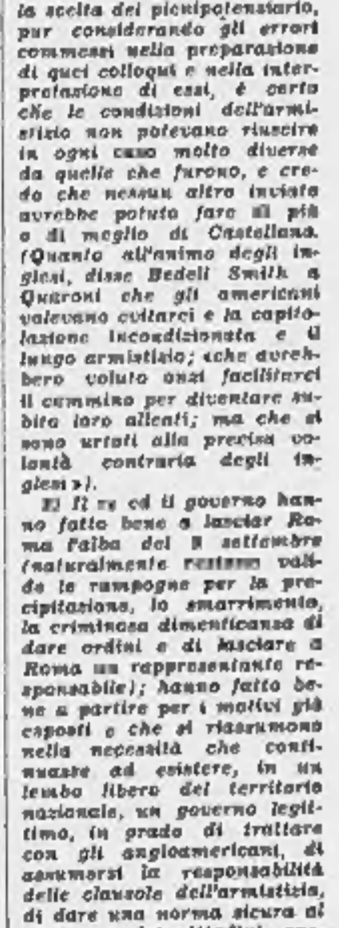 la scelta del plenipotenziario,
pur considerando gli errori
commessi nella preparazione
di quei colloqui e nella inter-
pretazione di essi, è certo
che le condizioni dell'armi-
stizio non potevano riuscire
in ogni caso molto diverse
da quelle che furono, e cre-
do che nessun altro inviato
avrebbe potuto fare di più
o di meglio di Castellano.
(Quanto all'animo degli in-
glesi, disse Bedell Smith a
Quaroni che gli americani
volevano evitarci e la capito-
lazione incondizionata e il
lungo armistizio; «che avreb-
bero voluto anzi facilitarci
il cammino per diventare su-
bito loro alleati; ma che si
sono urtati alla precisa vo-
lontà contraria degli in-
glesi»).
Il re ed il governo han-
no fatto bene a lasciar Ro-
ma l'alba del 9 settembre
(naturalmente restano vali-
de le rampogne per la pre-
cipitazione, lo smarrimento,
la criminosa dimenticanza di
dare ordini e di lasciare a
Roma un rappresentante re-
sponsabile); hanno fatto be-
ne a partire per i motivi già
esposti e che si riassumono
nella necessità che conti-
nuasse ad esistere, in un
lembo libero del territorio
nazionale, un governo legit-
timo, in grado di trattare
con gli angloamericani, di
assumersi la responsabilità
delle clausole dell'armistizio,
di dare una norma sicura al